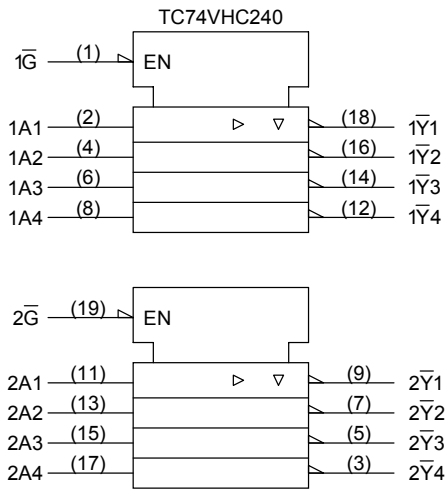 TC74VHC240
1G̅ (1) EN
1A1 (2) (18) 1Y̅1
1A2 (4) (16) 1Y̅2
1A3 (6) (14) 1Y̅3
1A4 (8) (12) 1Y̅4
2G̅ (19) EN
2A1 (11) (9) 2Y̅1
2A2 (13) (7) 2Y̅2
2A3 (15) (5) 2Y̅3
2A4 (17) (3) 2Y̅4